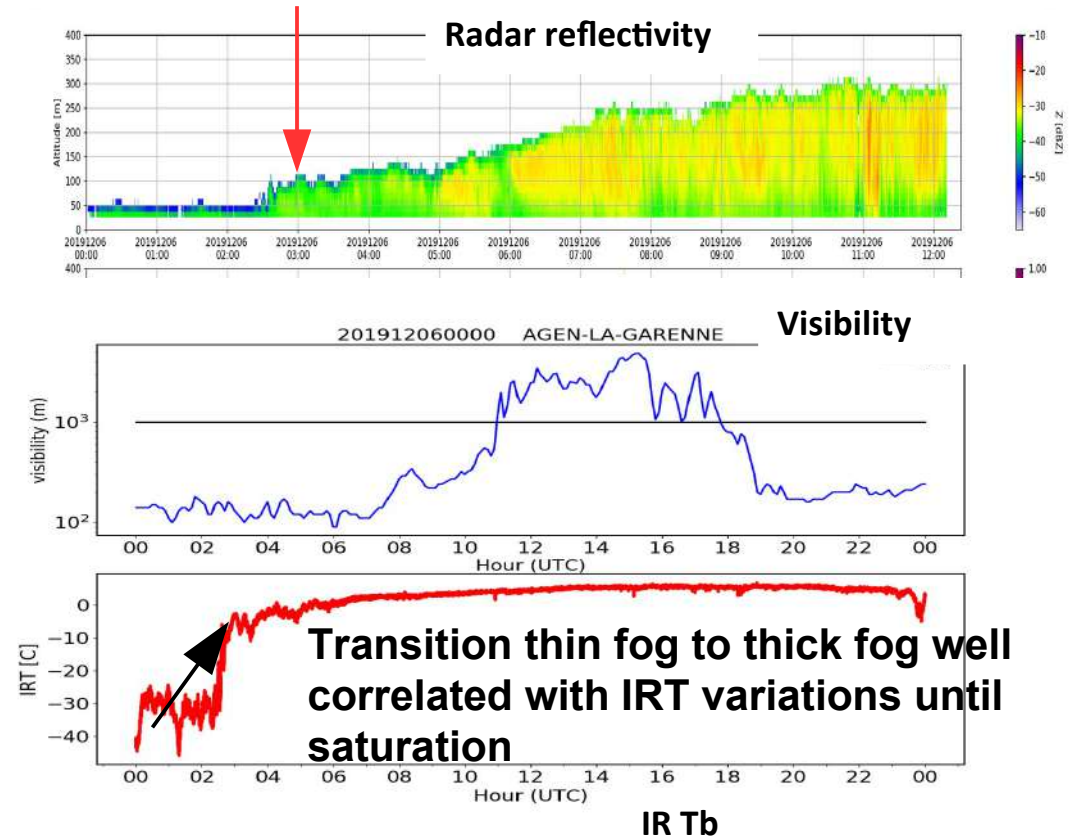 Radar reflectivity
400
350
300
250
200
150
100
50
0
Altitude [m]
20191206 20191206 20191206 20191206 20191206 20191206 20191206 20191206 20191206 20191206 20191206 20191206 20191206
00:00 01:00 02:00 03:00 04:00 05:00 06:00 07:00 08:00 09:00 10:00 11:00 12:00
400
−10
−20
−30
−40
−50
−60
Z [dBZ]
1.00
Visibility
201912060000 AGEN-LA-GARENNE
visibility (m)
10³
10²
00 02 04 06 08 10 12 14 16 18 20 22 00
Hour (UTC)
IRT [C]
0
−10
−20
−30
−40
Transition thin fog to thick fog well
correlated with IRT variations until
saturation
00 02 04 06 08 10 12 14 16 18 20 22 00
Hour (UTC)
IR Tb